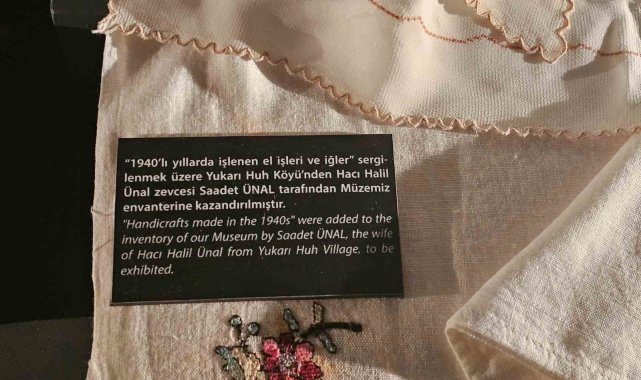 "1940'lı yıllarda işlenen el işleri ve iğler" sergi-
lenmek üzere Yukarı Huh Köyü'nden Hacı Halil
Ünal zevcesi Saadet ÜNAL tarafından Müzemiz
envanterine kazandırılmıştır.
"Handicrafts made in the 1940s" were added to the
inventory of our Museum by Saadet ÜNAL, the wife
of Hacı Halil Ünal from Yukarı Huh Village, to be
exhibited.